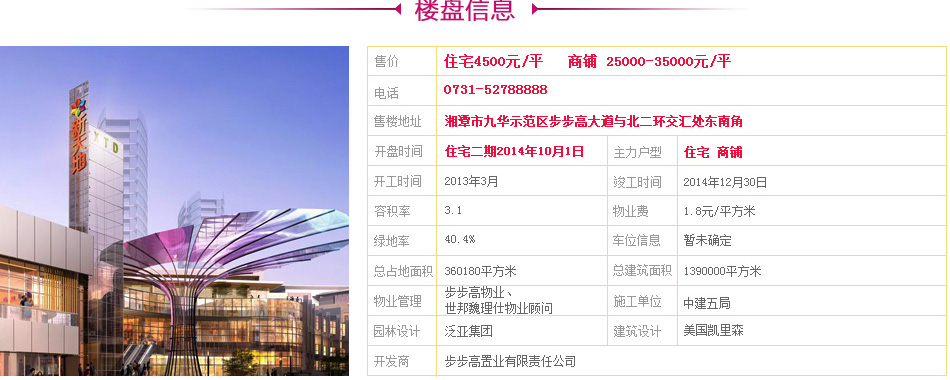 楼盘信息
新天地
YTD
售价 住宅4500元/平 商铺 25000-35000元/平
电话 0731-52788888
售楼地址 湘潭市九华示范区步步高大道与北二环交汇处东南角
开盘时间 住宅二期2014年10月1日 主力户型 住宅 商铺
开工时间 2013年3月 竣工时间 2014年12月30日
容积率 3.1 物业费 1.8元/平方米
绿地率 40.4% 车位信息 暂未确定
总占地面积 360180平方米 总建筑面积 1390000平方米
物业管理 步步高物业、
世邦魏理仕物业顾问 施工单位 中建五局
园林设计 泛亚集团 建筑设计 美国凯里森
开发商 步步高置业有限责任公司